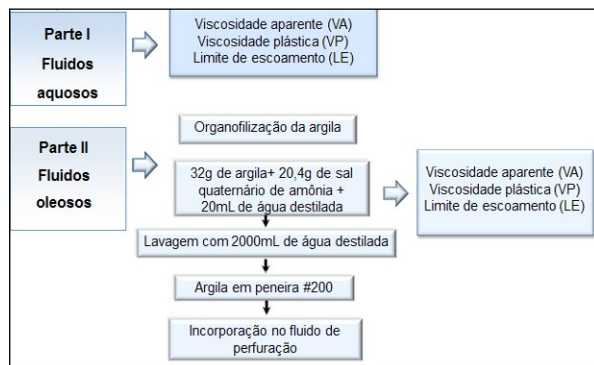 Parte I
Fluidos
aquosos
Viscosidade aparente (VA)
Viscosidade plástica (VP)
Limite de escoamento (LE)
Parte II
Fluidos
oleosos
Organofilização da argila
32g de argila+ 20,4g de sal
quaternário de amônia +
20mL de água destilada
Lavagem com 2000mL de água destilada
Argila em peneira #200
Incorporação no fluido de
perfuração
Viscosidade aparente (VA)
Viscosidade plástica (VP)
Limite de escoamento (LE)